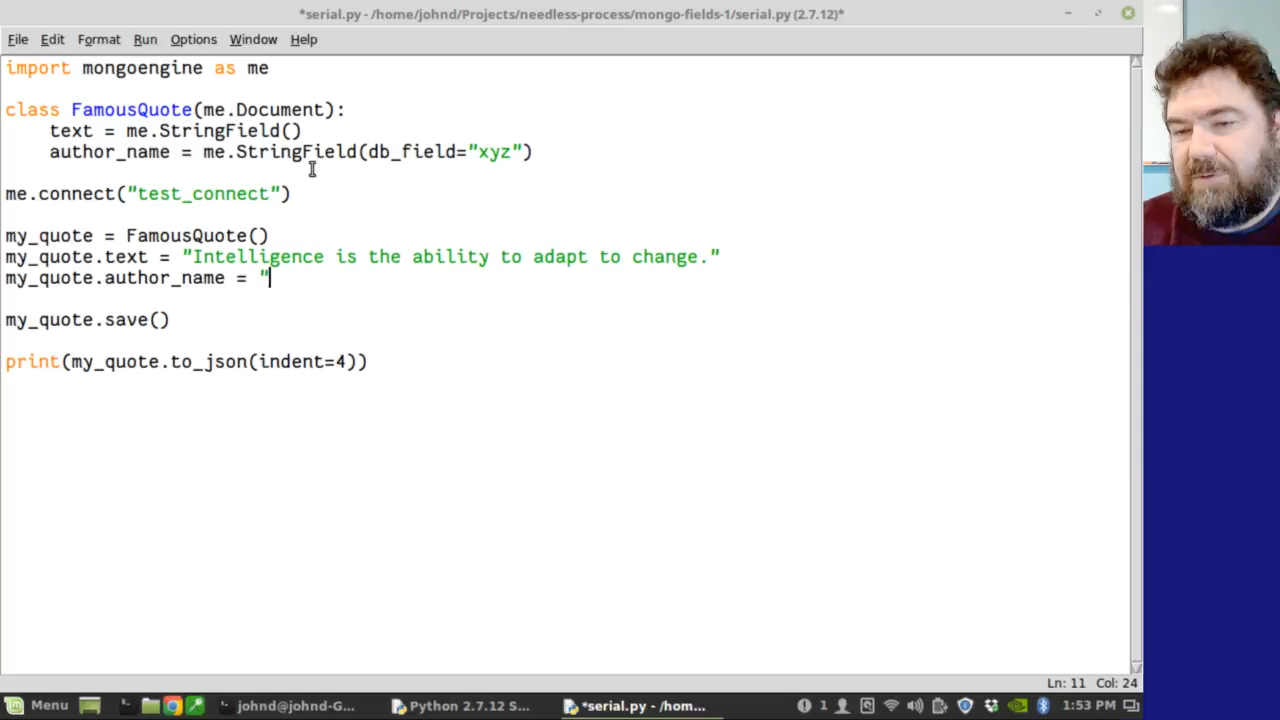 *serial.py - /home/johnd/Projects/needless-process/mongo-fields-1/serial.py (2.7.12)*
File Edit Format Run Options Window Help
import mongoengine as me
class FamousQuote(me.Document):
    text = me.StringField()
    author_name = me.StringField(db_field="xyz")
me.connect("test_connect")
my_quote = FamousQuote()
my_quote.text = "Intelligence is the ability to adapt to change."
my_quote.author_name = "
my_quote.save()
print(my_quote.to_json(indent=4))
Ln: 11 Col: 24
Menu johnd@johnd-G... Python 2.7.12 S... *serial.py - /hom... 1 1:53 PM